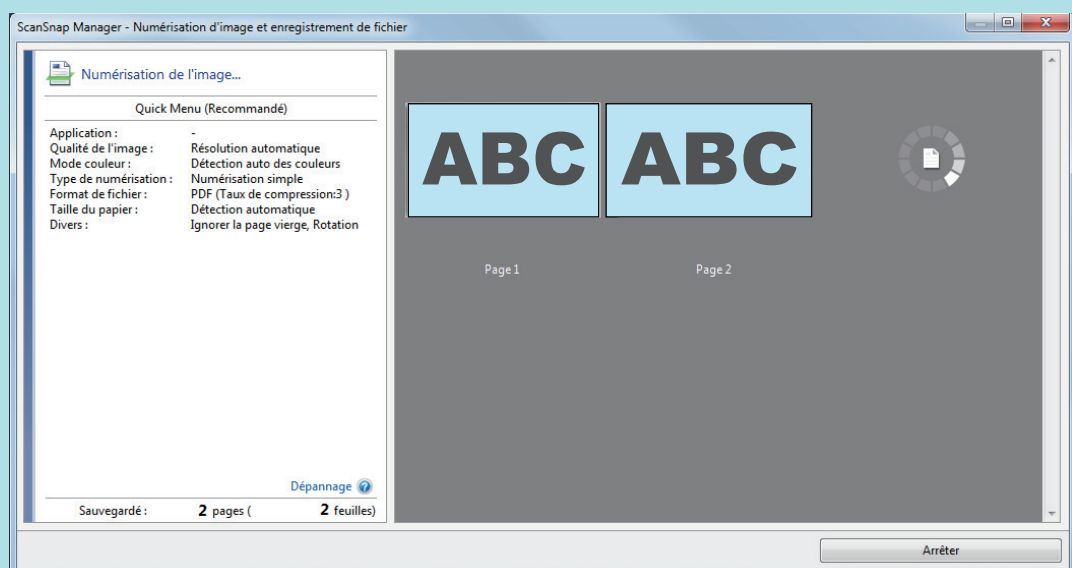 ScanSnap Manager - Numérisation d'image et enregistrement de fichier
Numérisation de l'image...
Quick Menu (Recommandé)
Application : -
Qualité de l'image : Résolution automatique
Mode couleur : Détection auto des couleurs
Type de numérisation : Numérisation simple
Format de fichier : PDF (Taux de compression:3 )
Taille du papier : Détection automatique
Divers : Ignorer la page vierge, Rotation
Dépannage
Sauvegardé : 2 pages ( 2 feuilles)
ABC ABC
Page 1 Page 2
Arrêter